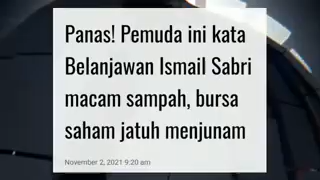 Panas! Pemuda ini kata
Belanjawan Ismail Sabri
macam sampah, bursa
saham jatuh menjunam
November 2, 2021 9:20 am